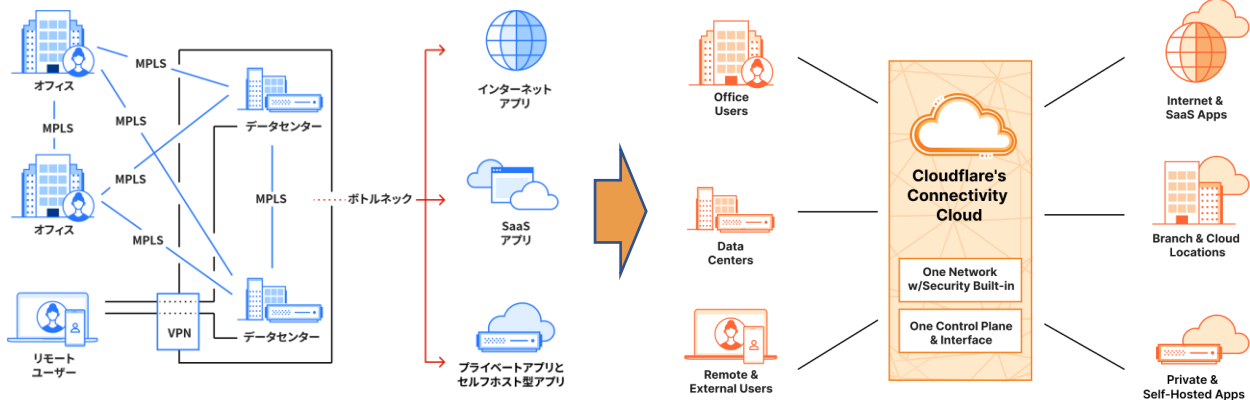 オフィス
MPLS
MPLS
MPLS
MPLS
MPLS
オフィス
リモート
ユーザー
VPN
データセンター
MPLS
データセンター
ボトルネック
インターネット
アプリ
SaaS
アプリ
プライベートアプリと
セルフホスト型アプリ
Office
Users
Data
Centers
Remote &
External Users
Cloudflare's
Connectivity
Cloud
One Network
w/Security Built-in
One Control Plane
& Interface
Internet &
SaaS Apps
Branch & Cloud
Locations
Private &
Self-Hosted Apps